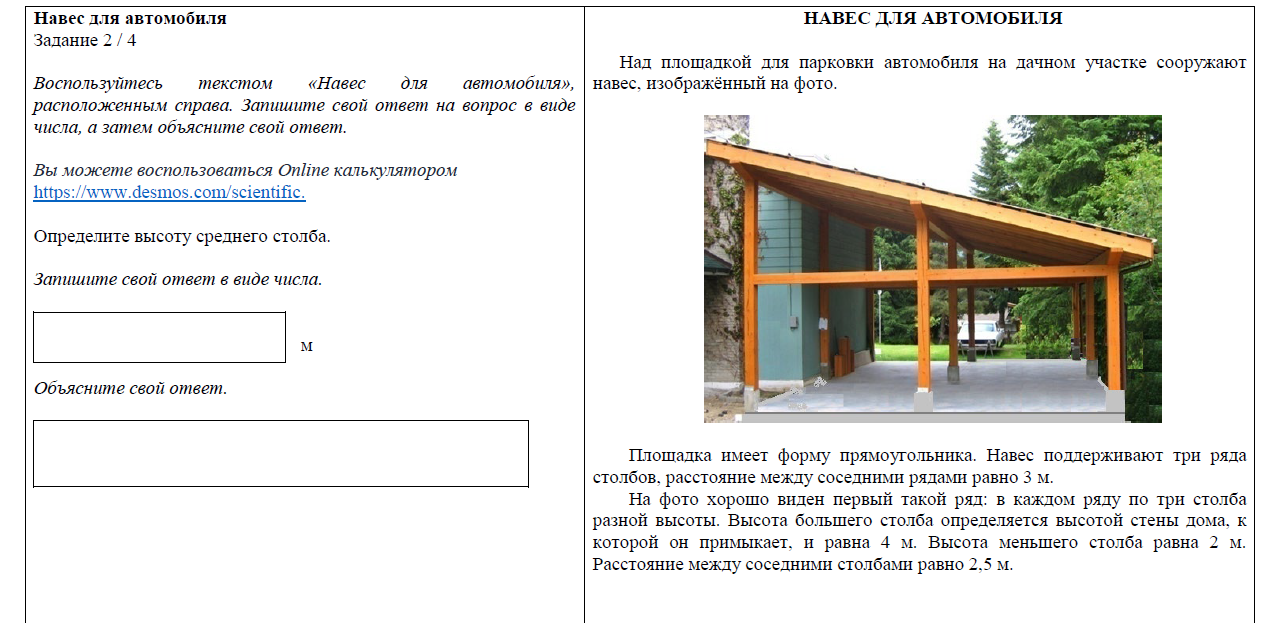 Навес для автомобиля
Задание 2 / 4
Воспользуйтесь текстом «Навес для автомобиля»,
расположенным справа. Запишите свой ответ на вопрос в виде
числа, а затем объясните свой ответ.
Вы можете воспользоваться Online калькулятором
https://www.desmos.com/scientific.
Определите высоту среднего столба.
Запишите свой ответ в виде числа.
м
Объясните свой ответ.
НАВЕС ДЛЯ АВТОМОБИЛЯ
Над площадкой для парковки автомобиля на дачном участке сооружают
навес, изображённый на фото.
Площадка имеет форму прямоугольника. Навес поддерживают три ряда
столбов, расстояние между соседними рядами равно 3 м.
На фото хорошо виден первый такой ряд: в каждом ряду по три столба
разной высоты. Высота большего столба определяется высотой стены дома, к
которой он примыкает, и равна 4 м. Высота меньшего столба равна 2 м.
Расстояние между соседними столбами равно 2,5 м.